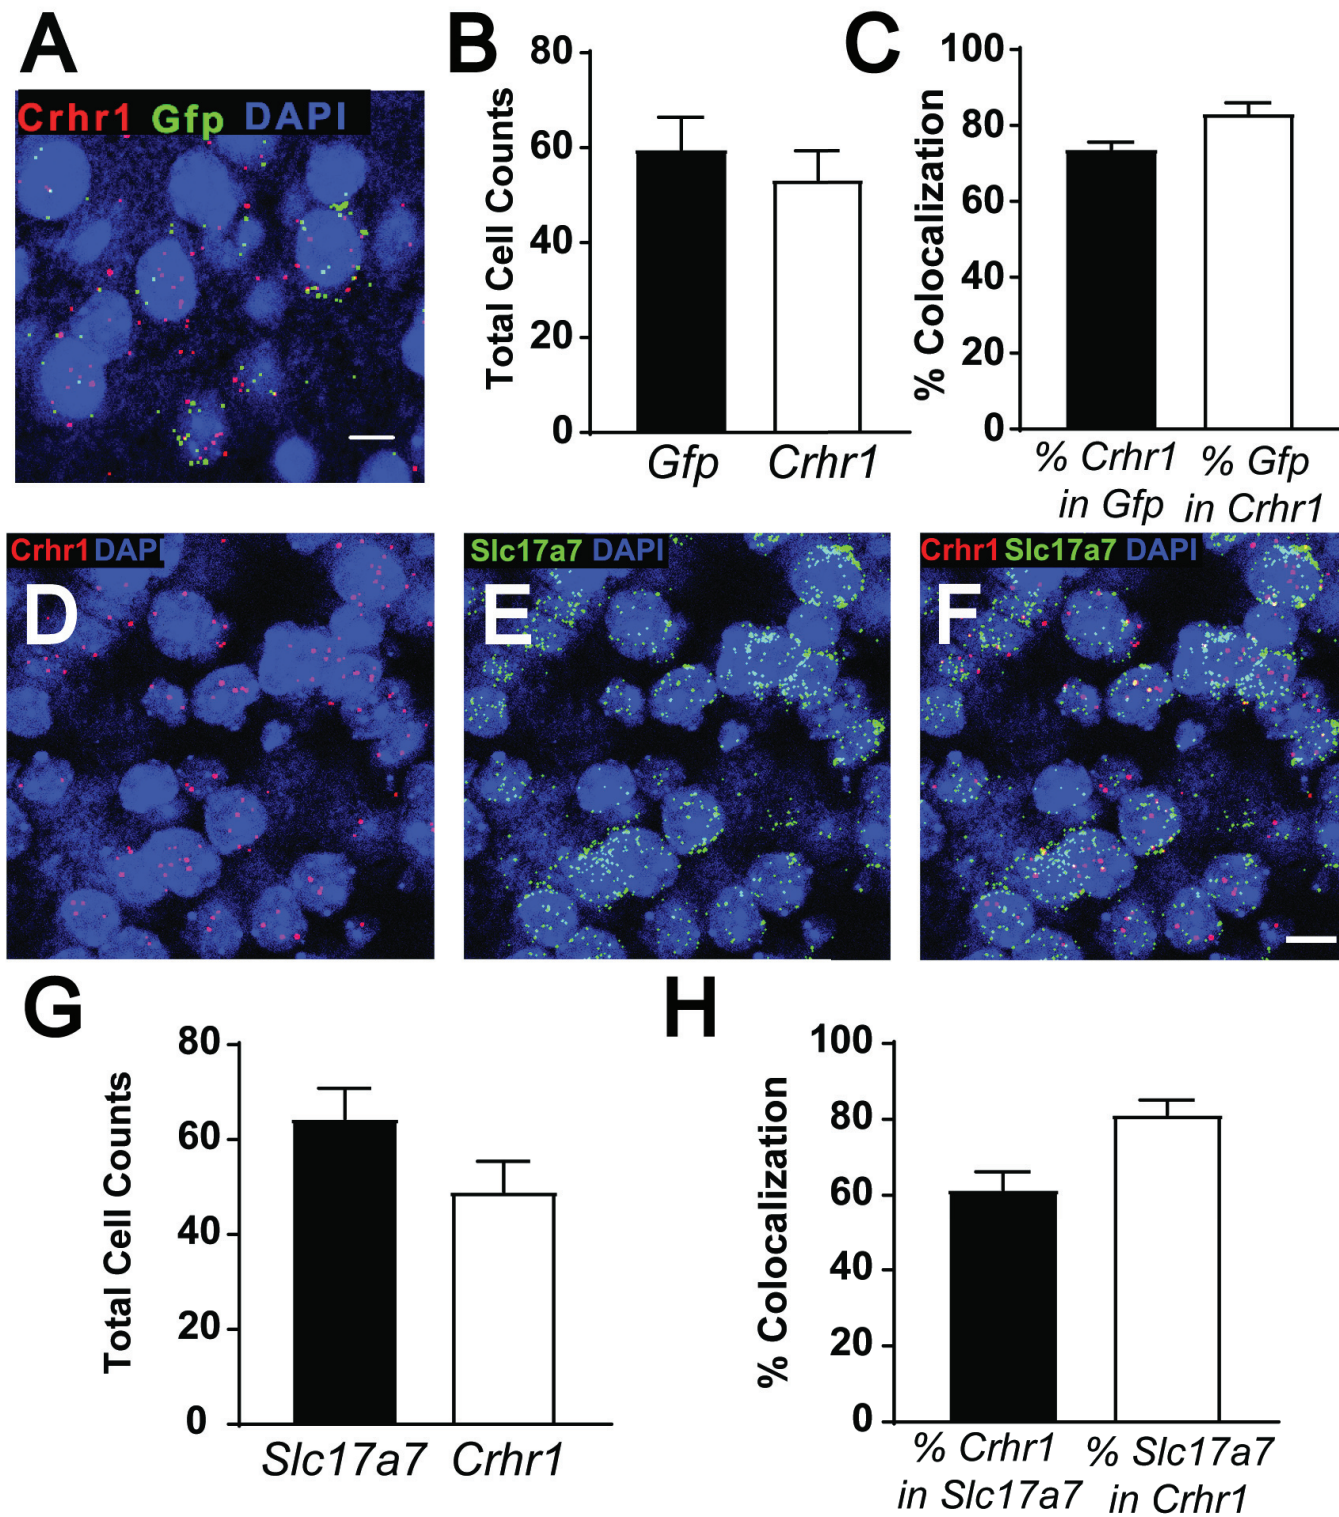 A
Crhr1 Gfp DAPI
B
Total Cell Counts
80
60
40
20
0
Gfp Crhr1
C
% Colocalization
100
80
60
40
20
0
% Crhr1
in Gfp
% Gfp
in Crhr1
Crhr1 DAPI
D
Slc17a7 DAPI
E
Crhr1 Slc17a7 DAPI
F
G
Total Cell Counts
80
60
40
20
0
Slc17a7 Crhr1
H
% Colocalization
100
80
60
40
20
0
% Crhr1
in Slc17a7
% Slc17a7
in Crhr1